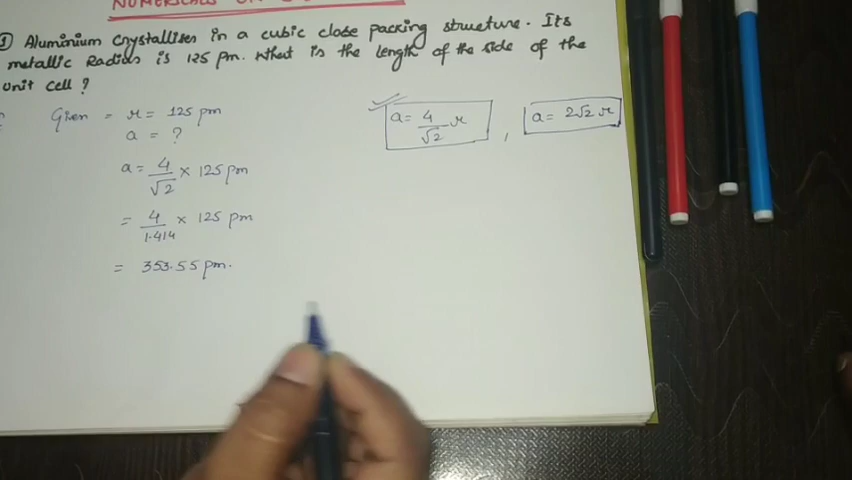 ① Aluminium crystallises in a cubic close packing structure. Its
metallic Radius is 125 pm. What is the length of the side of the
unit cell ?
Given = r = 125 pm
a = ?
a = 4/√2 × 125 pm
= 4/1.414 × 125 pm
= 353.55 pm.
a = 4/√2 r , a = 2√2 r